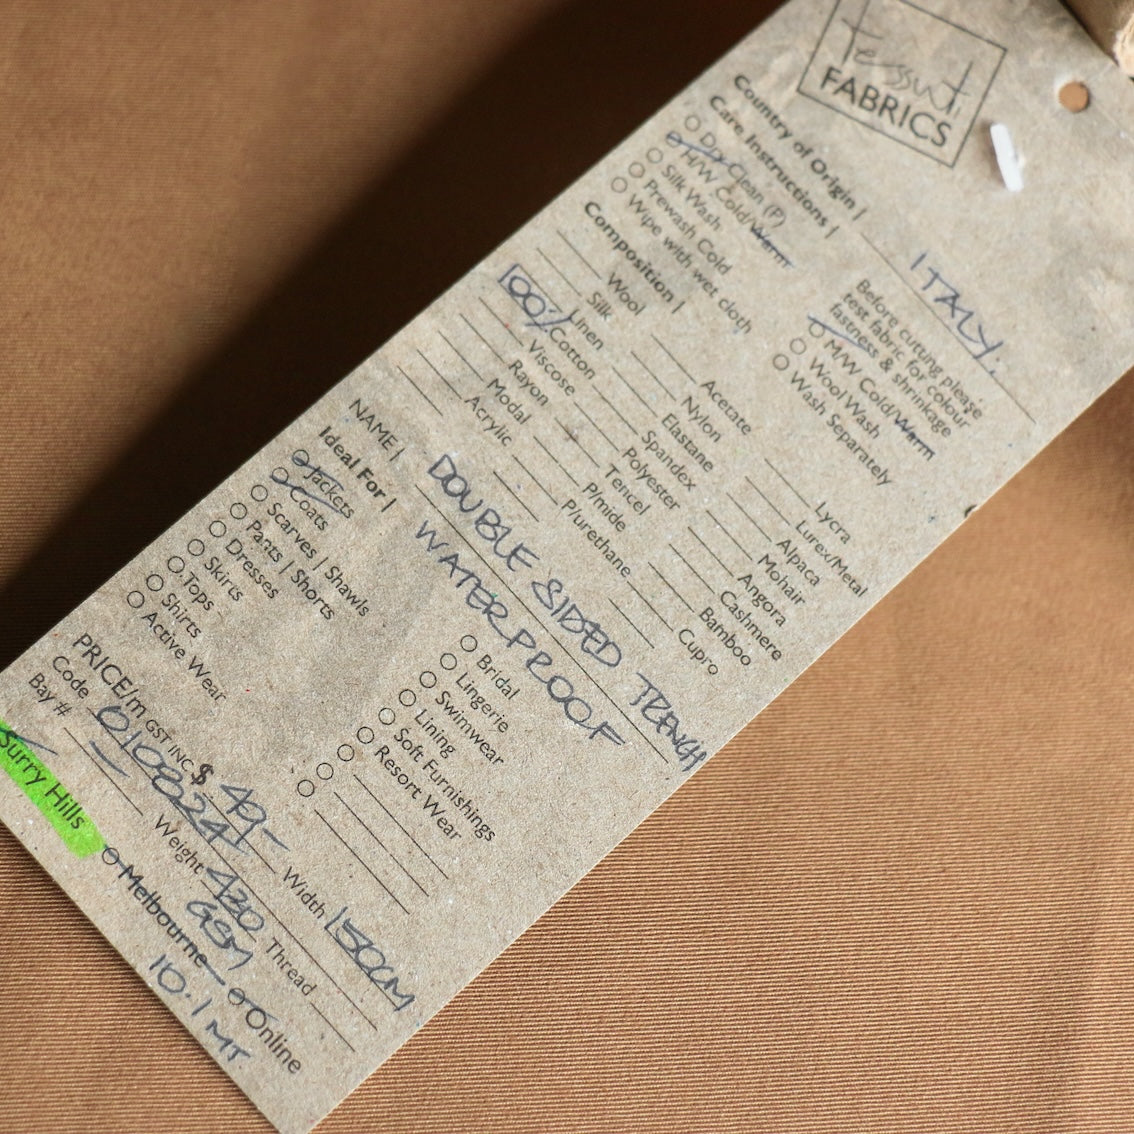 tessuti
FABRICS
Country of Origin | ITALY.
Care Instructions |
Dry Clean (P)
H/W Cold/Warm
Silk Wash
Prewash Cold
Wipe with wet cloth
Before cutting please
test fabric for colour
fastness & shrinkage
M/W Cold/Warm
Wool Wash
Wash Separately
Composition |
Wool
Silk
Linen
100% Cotton
Viscose
Rayon
Modal
Acrylic
Acetate
Nylon
Elastane
Spandex
Polyester
Tencel
P/mide
P/urethane
Lycra
Lurex/Metal
Alpaca
Mohair
Angora
Cashmere
Bamboo
Cupro
NAME | DOUBLE SIDED TRENCH
WATERPROOF
Ideal For |
Jackets
Coats
Scarves | Shawls
Pants | Shorts
Dresses
Skirts
Tops
Shirts
Active Wear
Bridal
Lingerie
Swimwear
Lining
Soft Furnishings
Resort Wear
PRICE/m GST INC $ 49- Width 150CM
Code 0108241 Weight 430 GSM Thread
Bay #
Surry Hills Melbourne Online
10.1 MT